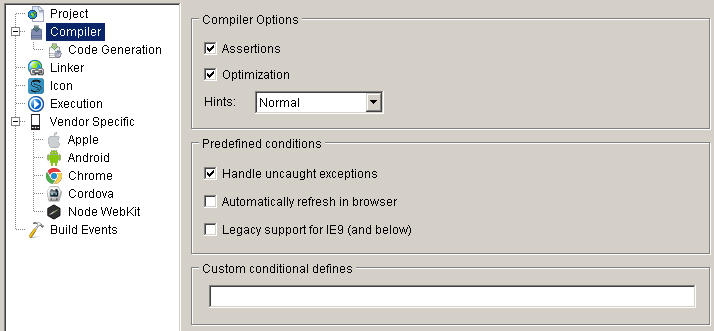 Project
Compiler
Code Generation
Linker
Icon
Execution
Vendor Specific
Apple
Android
Chrome
Cordova
Node WebKit
Build Events
Compiler Options
Assertions
Optimization
Hints: Normal
Predefined conditions
Handle uncaught exceptions
Automatically refresh in browser
Legacy support for IE9 (and below)
Custom conditional defines